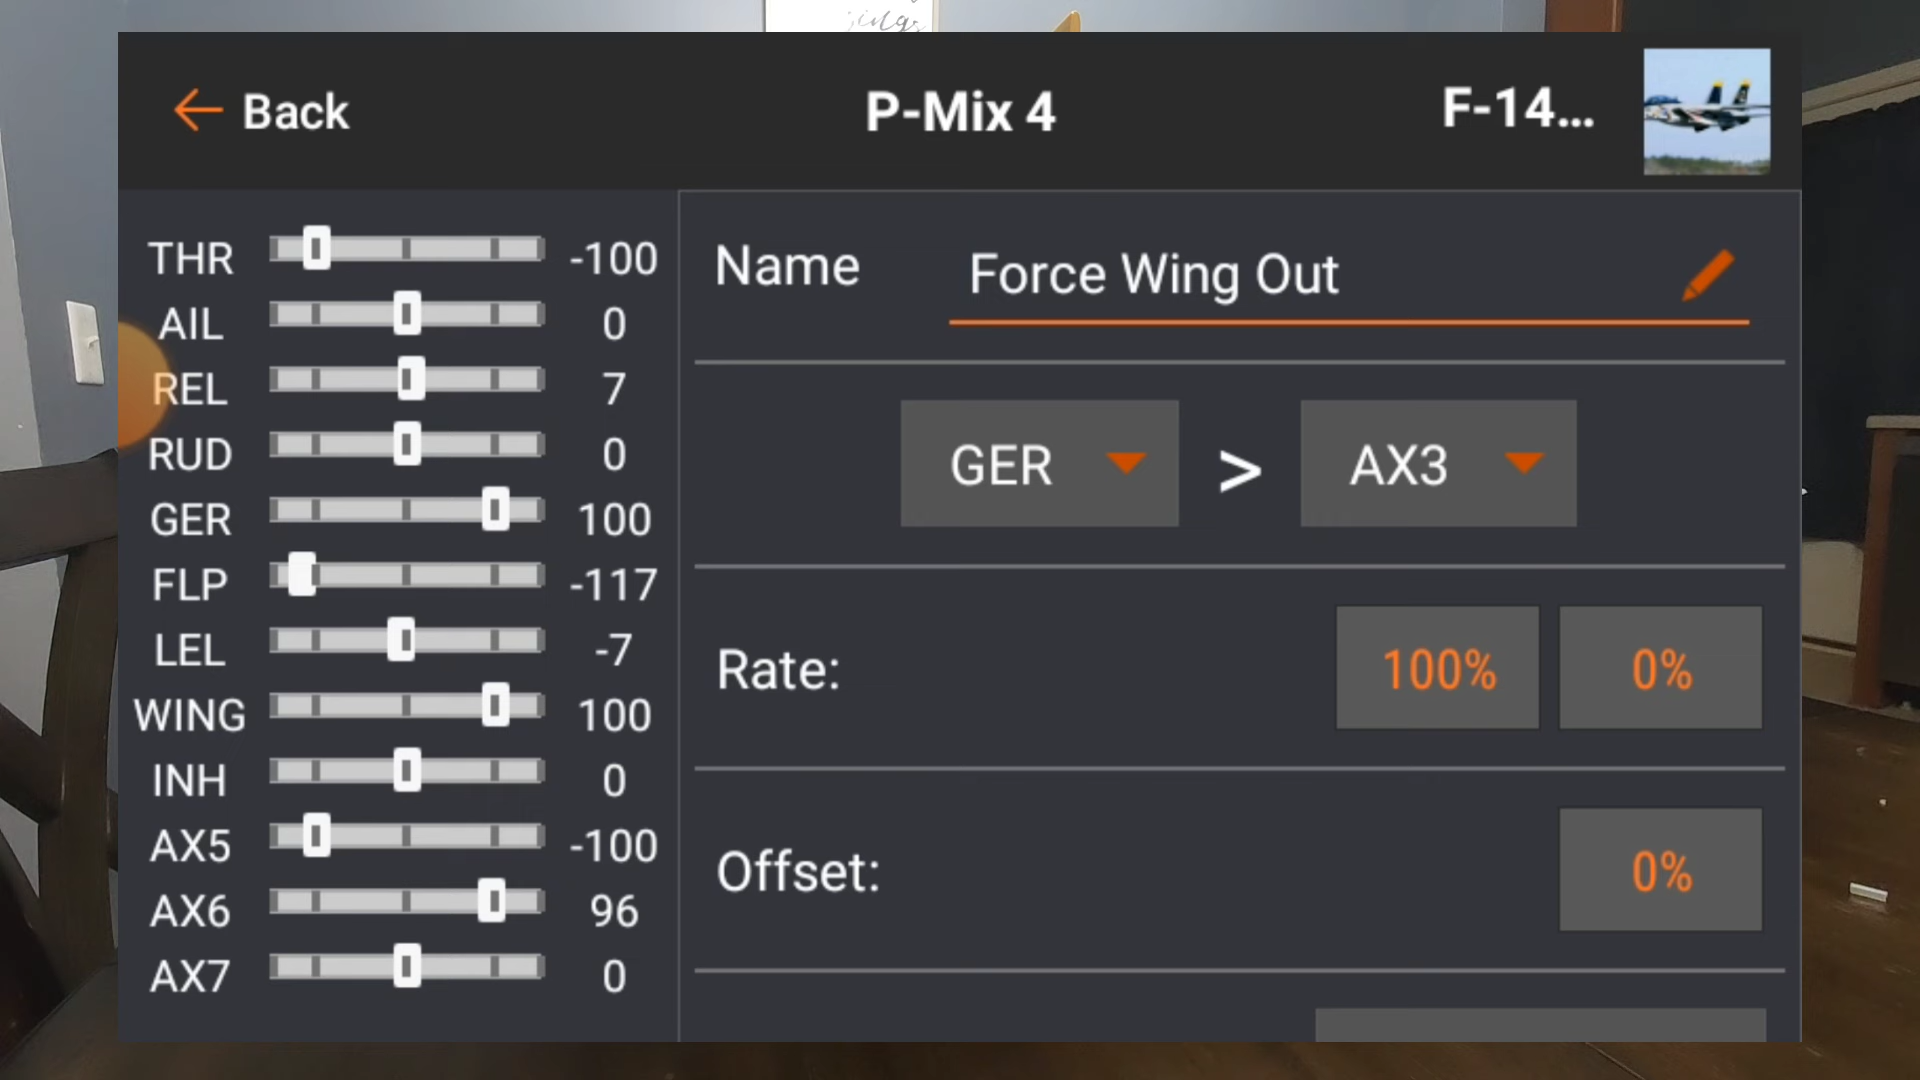 Back
P-Mix 4
F-14...
THR -100
AIL 0
REL 7
RUD 0
GER 100
FLP -117
LEL -7
WING 100
INH 0
AX5 -100
AX6 96
AX7 0
Name Force Wing Out
GER > AX3
Rate: 100% 0%
Offset: 0%